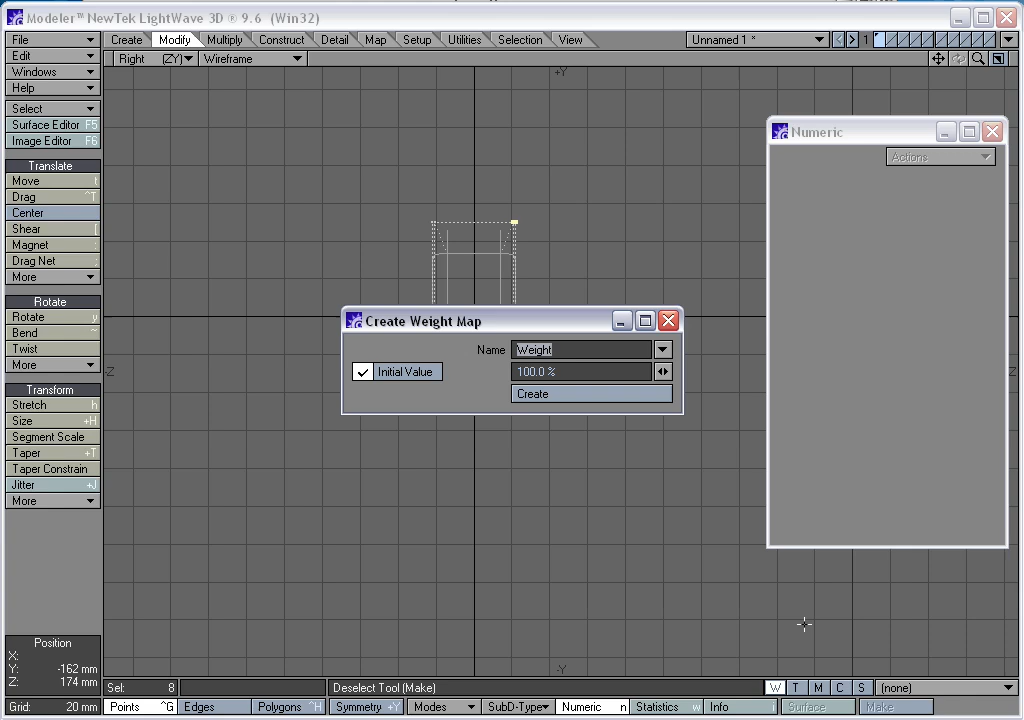 Modeler™ NewTek LightWave 3D ® 9.6 (Win32)
File Create Modify Multiply Construct Detail Map Setup Utilities Selection View Unnamed 1 * < > 1
Edit
Right (ZY) Wireframe
Windows
Help
+Y
Select
Surface Editor F5
Image Editor F6
Translate
Move t
Drag ^T
Center
Shear [
Magnet :
Drag Net ;
More
Rotate
Rotate y
Bend ~
Twist
More
Transform
Stretch h
Size +H
Segment Scale
Taper +T
Taper Constrain
Jitter +J
More
Numeric
Actions
Create Weight Map
Name Weight
Initial Value 100.0 %
Create
-Z
Z
-Y
Position
X:
Y: -162 mm
Z: 174 mm
Sel: 8 Deselect Tool (Make) W T M C S (none)
Grid: 20 mm Points ^G Edges Polygons ^H Symmetry +Y Modes SubD-Type Numeric n Statistics w Info i Surface Make